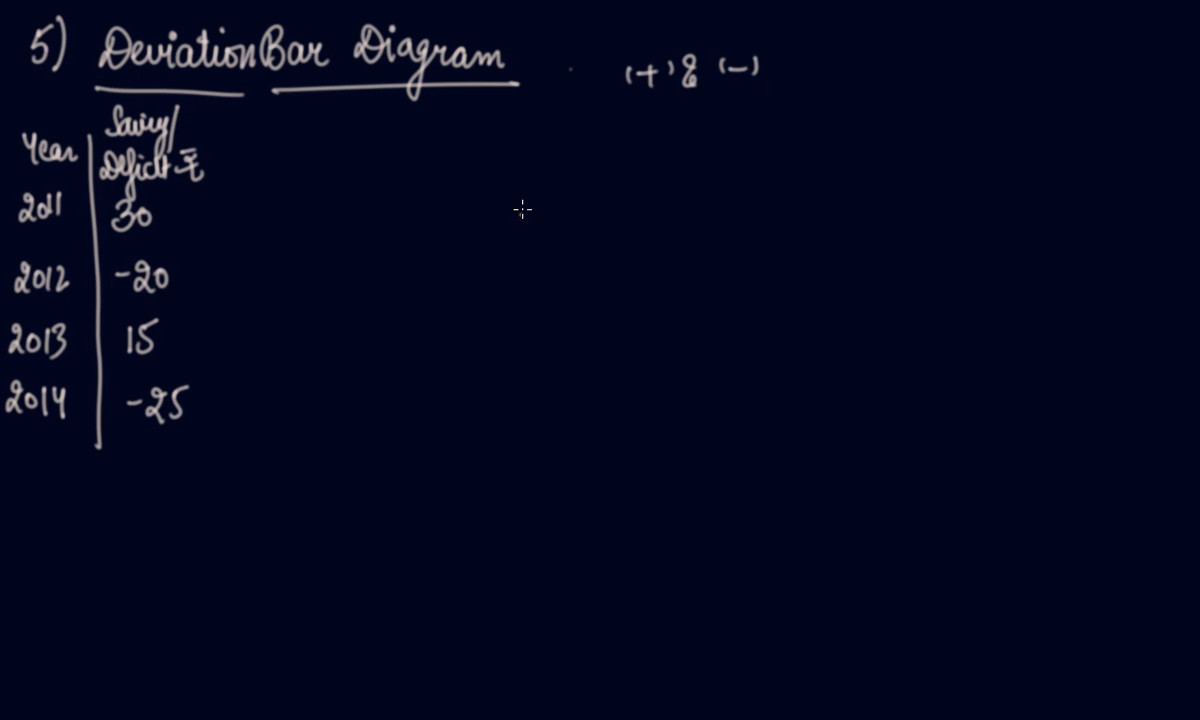 5) Deviation Bar Diagram (+) & (-)
Year Saving/
Deficit ₹
2011 30
2012 -20
2013 15
2014 -25